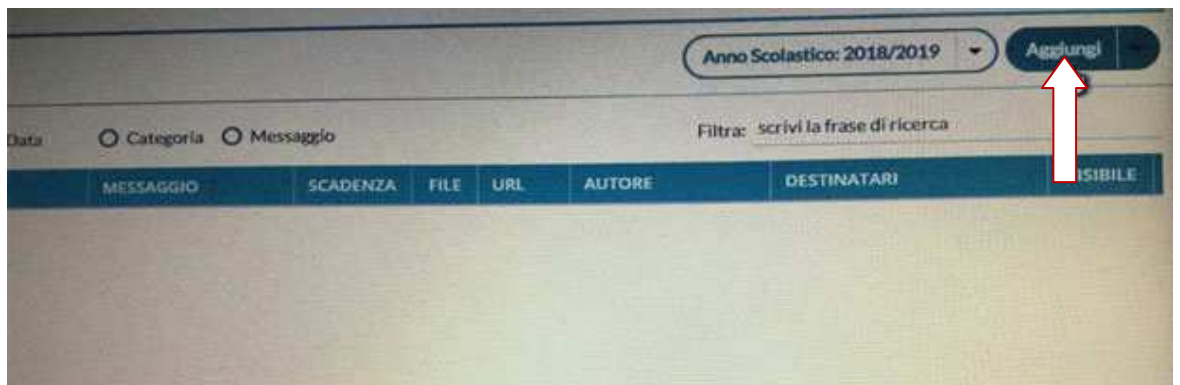 Anno Scolastico: 2018/2019 Aggiungi
Data Categoria Messaggio Filtra: scrivi la frase di ricerca
MESSAGGIO SCADENZA FILE URL AUTORE DESTINATARI ISIBILE